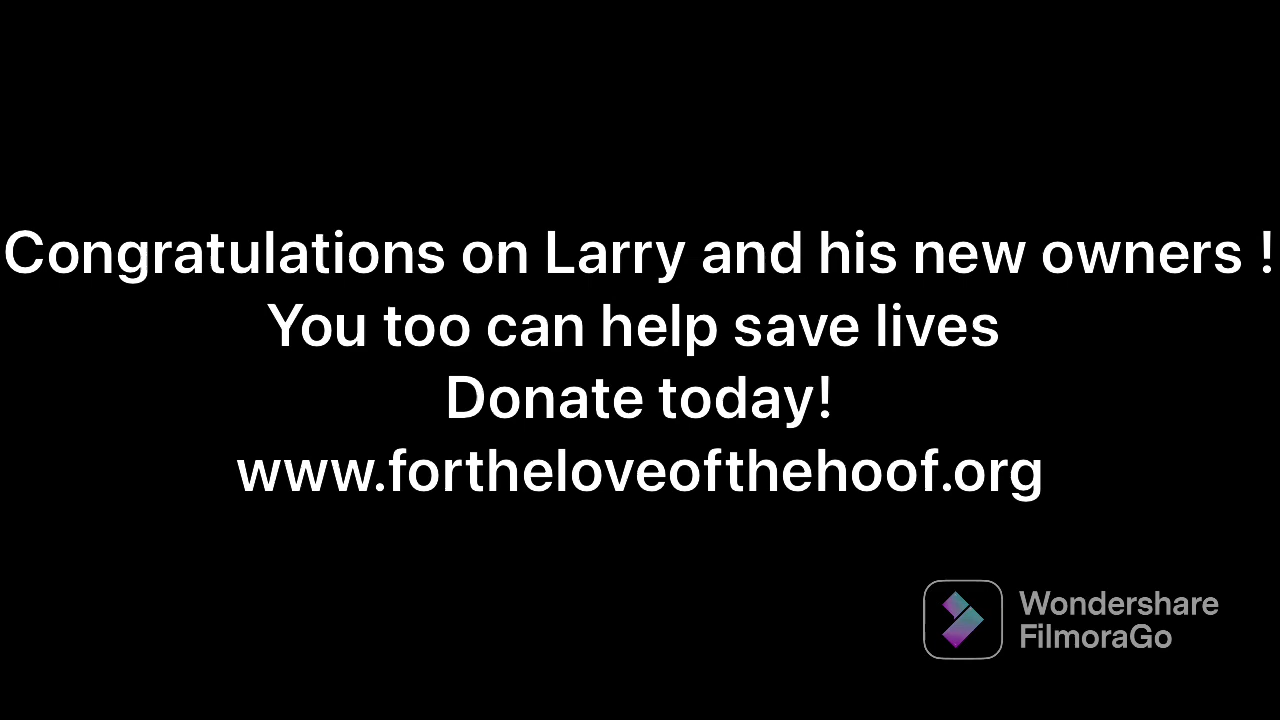 Congratulations on Larry and his new owners !
You too can help save lives
Donate today!
www.fortheloveofthehoof.org
Wondershare
FilmoraGo